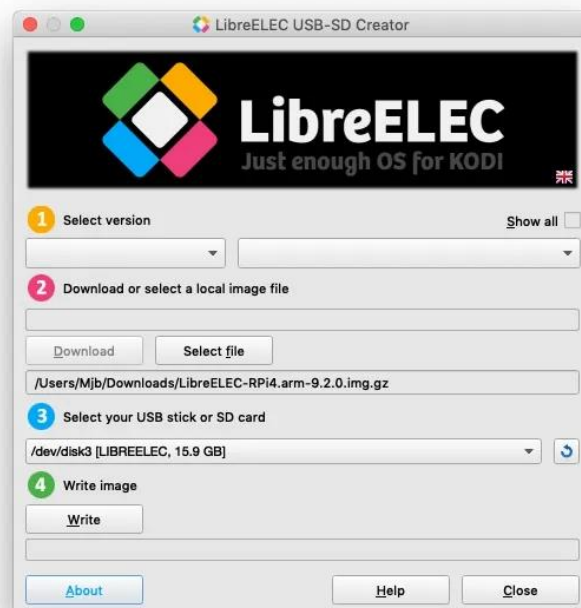 LibreELEC USB-SD Creator
LibreELEC
Just enough OS for KODI
1 Select version
Show all
2 Download or select a local image file
Download Select file
/Users/Mjb/Downloads/LibreELEC-RPi4.arm-9.2.0.img.gz
3 Select your USB stick or SD card
/dev/disk3 [LIBREELEC, 15.9 GB]
4 Write image
Write
About Help Close